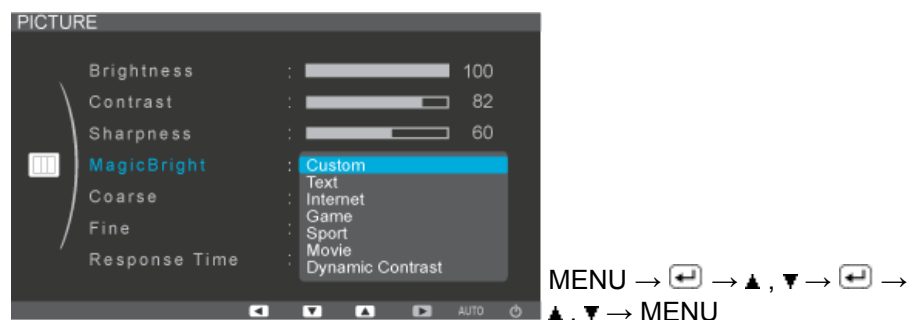 PICTURE
Brightness : 100
Contrast : 82
Sharpness : 60
MagicBright : Custom
Text
Coarse : Internet
Game
Fine : Sport
Movie
Response Time : Dynamic Contrast
AUTO
MENU → → ▲ , ▼ → →
▲ , ▼ → MENU